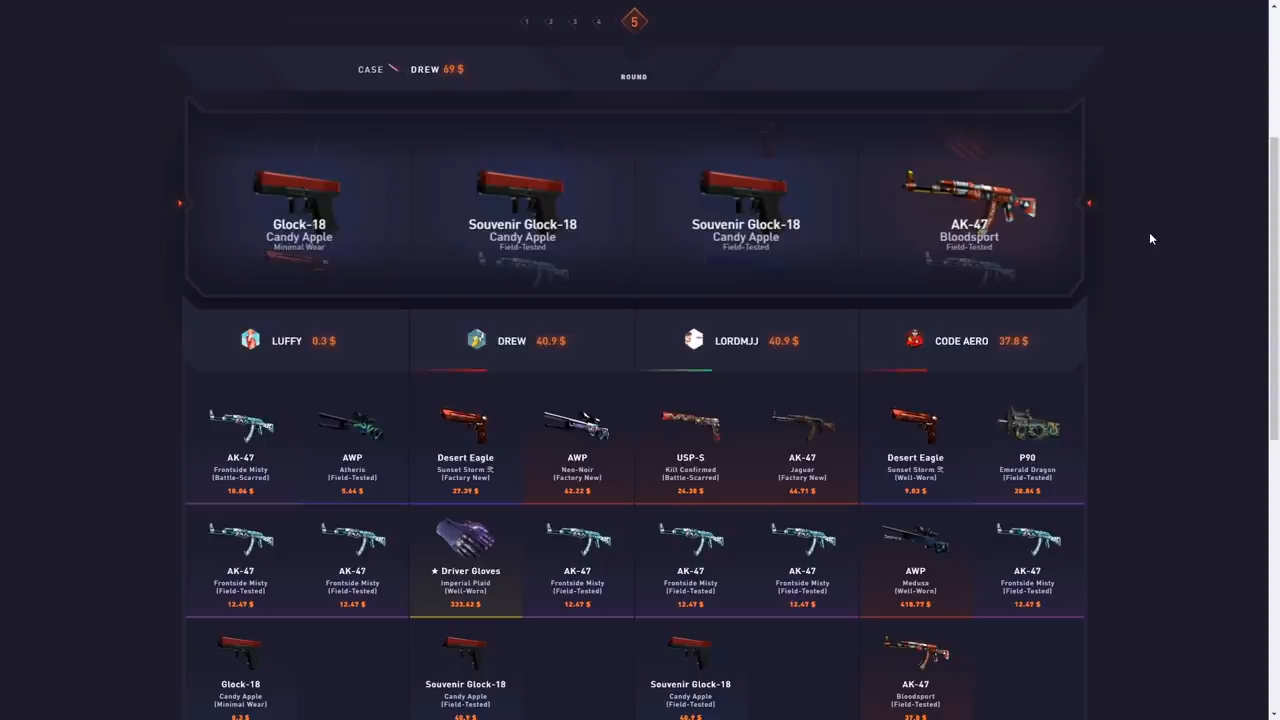 1 2 3 4 5
CASE DREW 69 $
ROUND
Glock-18 Souvenir Glock-18 Souvenir Glock-18 AK-47
Candy Apple Candy Apple Candy Apple Bloodsport
Minimal Wear Field-Tested Field-Tested Field-Tested
LUFFY 0.3 $ DREW 40.9 $ LORDMJJ 40.9 $ CODE AERO 37.8 $
AK-47 AWP Desert Eagle AWP USP-S AK-47 Desert Eagle P90
Frontside Misty Atheris Sunset Storm 弐 Neo-Noir Kill Confirmed Jaguar Sunset Storm 弐 Emerald Dragon
(Battle-Scarred) (Field-Tested) (Factory New) (Factory New) (Battle-Scarred) (Factory New) (Well-Worn) (Field-Tested)
10.86 $ 5.64 $ 27.39 $ 62.22 $ 24.38 $ 46.71 $ 9.03 $ 20.84 $
AK-47 AK-47 ★ Driver Gloves AK-47 AK-47 AK-47 AWP AK-47
Frontside Misty Frontside Misty Imperial Plaid Frontside Misty Frontside Misty Frontside Misty Medusa Frontside Misty
(Field-Tested) (Field-Tested) (Well-Worn) (Field-Tested) (Field-Tested) (Field-Tested) (Well-Worn) (Field-Tested)
12.47 $ 12.47 $ 333.62 $ 12.47 $ 12.47 $ 12.47 $ 418.77 $ 12.47 $
Glock-18 Souvenir Glock-18 Souvenir Glock-18 AK-47
Candy Apple Candy Apple Candy Apple Bloodsport
(Minimal Wear) (Field-Tested) (Field-Tested) (Field-Tested)
0.3 $ 40.9 $ 40.9 $ 37.8 $